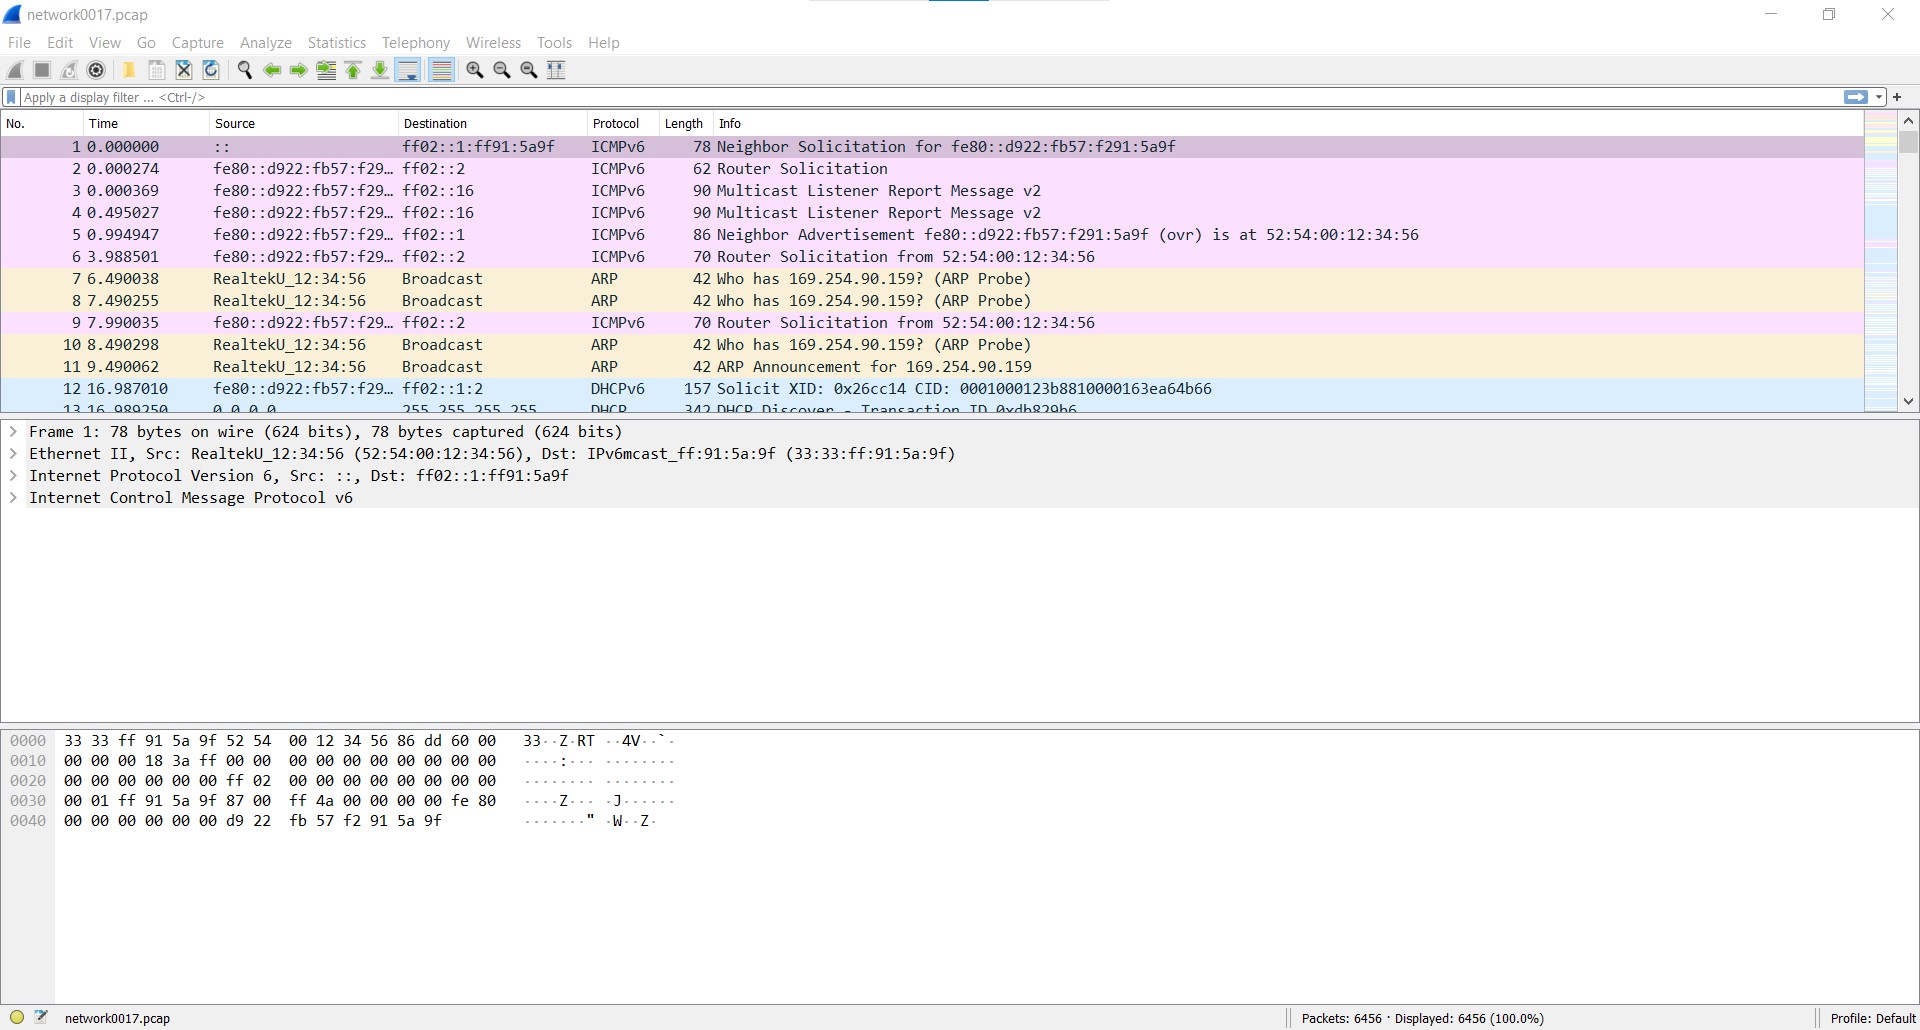 network0017.pcap
File Edit View Go Capture Analyze Statistics Telephony Wireless Tools Help
Apply a display filter ... <Ctrl-/>
No. Time Source Destination Protocol Length Info
1 0.000000 :: ff02::1:ff91:5a9f ICMPv6 78 Neighbor Solicitation for fe80::d922:fb57:f291:5a9f
2 0.000274 fe80::d922:fb57:f29… ff02::2 ICMPv6 62 Router Solicitation
3 0.000369 fe80::d922:fb57:f29… ff02::16 ICMPv6 90 Multicast Listener Report Message v2
4 0.495027 fe80::d922:fb57:f29… ff02::16 ICMPv6 90 Multicast Listener Report Message v2
5 0.994947 fe80::d922:fb57:f29… ff02::1 ICMPv6 86 Neighbor Advertisement fe80::d922:fb57:f291:5a9f (ovr) is at 52:54:00:12:34:56
6 3.988501 fe80::d922:fb57:f29… ff02::2 ICMPv6 70 Router Solicitation from 52:54:00:12:34:56
7 6.490038 RealtekU_12:34:56 Broadcast ARP 42 Who has 169.254.90.159? (ARP Probe)
8 7.490255 RealtekU_12:34:56 Broadcast ARP 42 Who has 169.254.90.159? (ARP Probe)
9 7.990035 fe80::d922:fb57:f29… ff02::2 ICMPv6 70 Router Solicitation from 52:54:00:12:34:56
10 8.490298 RealtekU_12:34:56 Broadcast ARP 42 Who has 169.254.90.159? (ARP Probe)
11 9.490062 RealtekU_12:34:56 Broadcast ARP 42 ARP Announcement for 169.254.90.159
12 16.987010 fe80::d922:fb57:f29… ff02::1:2 DHCPv6 157 Solicit XID: 0x26cc14 CID: 0001000123b8810000163ea64b66
13 16.989250 0.0.0.0 255.255.255.255 DHCP 342 DHCP Discover - Transaction ID 0xdb829b6
Frame 1: 78 bytes on wire (624 bits), 78 bytes captured (624 bits)
Ethernet II, Src: RealtekU_12:34:56 (52:54:00:12:34:56), Dst: IPv6mcast_ff:91:5a:9f (33:33:ff:91:5a:9f)
Internet Protocol Version 6, Src: ::, Dst: ff02::1:ff91:5a9f
Internet Control Message Protocol v6
0000 33 33 ff 91 5a 9f 52 54 00 12 34 56 86 dd 60 00 33··Z·RT ··4V··`·
0010 00 00 00 18 3a ff 00 00 00 00 00 00 00 00 00 00 ····:··· ········
0020 00 00 00 00 00 00 ff 02 00 00 00 00 00 00 00 00 ········ ········
0030 00 01 ff 91 5a 9f 87 00 ff 4a 00 00 00 00 fe 80 ····Z··· ·J······
0040 00 00 00 00 00 00 d9 22 fb 57 f2 91 5a 9f ·······" ·W··Z·
network0017.pcap Packets: 6456 · Displayed: 6456 (100.0%) Profile: Default